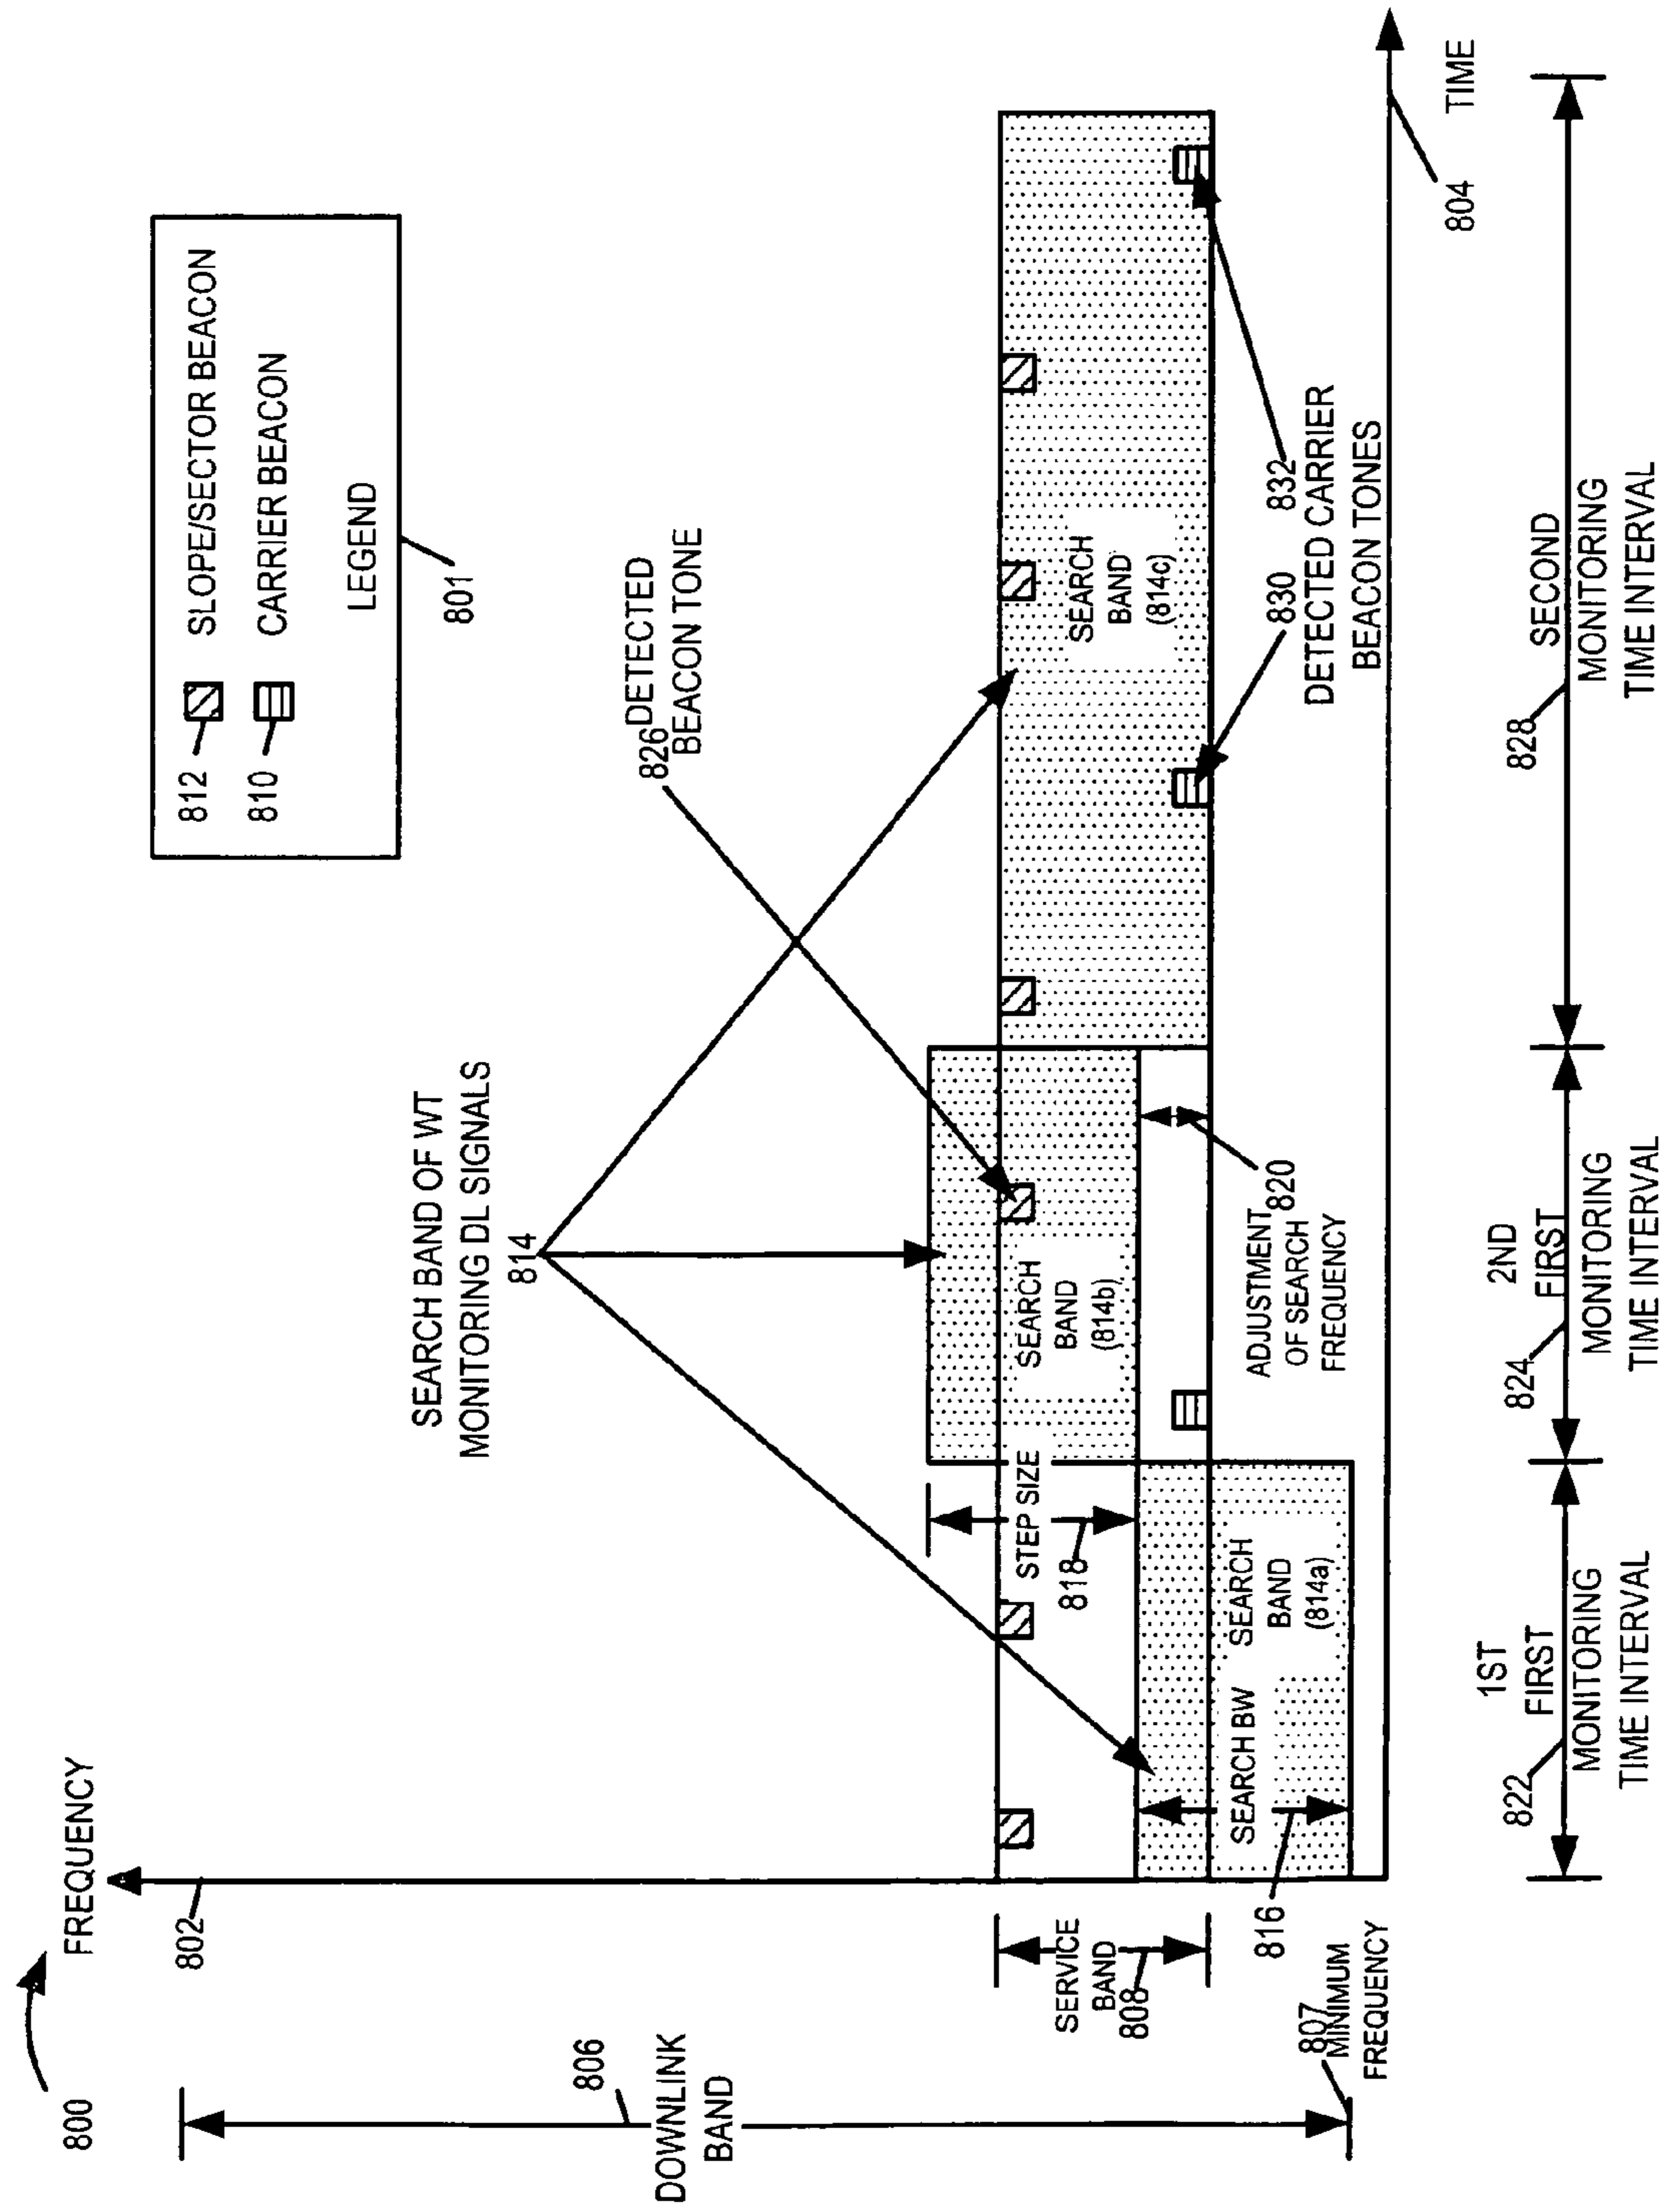 800
FREQUENCY
802
806
DOWNLINK
BAND
SERVICE
BAND
808
816
807
MINIMUM
FREQUENCY
812
SLOPE/SECTOR BEACON
810
CARRIER BEACON
LEGEND
801
SEARCH BAND OF WT
MONITORING DL SIGNALS
814
826
DETECTED
BEACON TONE
STEP SIZE
818
SEARCH BW
SEARCH
BAND
(814a)
SEARCH
BAND
(814b)
SEARCH
BAND
(814c)
820
ADJUSTMENT
OF SEARCH
FREQUENCY
830
832
DETECTED CARRIER
BEACON TONES
804
TIME
822
1ST
FIRST
MONITORING
TIME INTERVAL
824
2ND
FIRST
MONITORING
TIME INTERVAL
828
SECOND
MONITORING
TIME INTERVAL